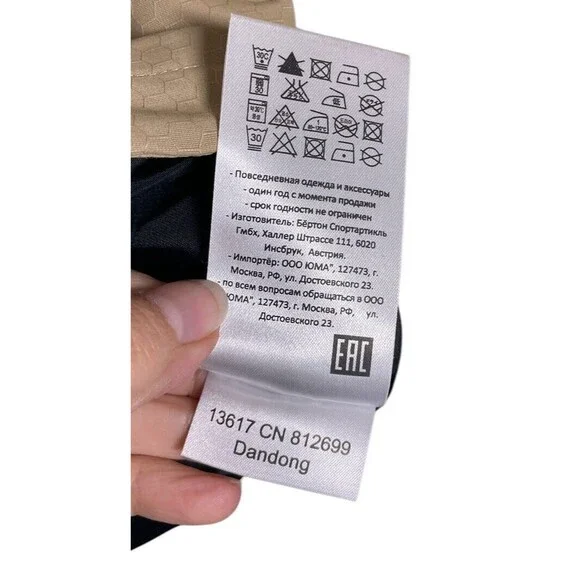 - Повседневная одежда и аксессуары
- один год с момента продажи
- срок годности не ограничен
- Изготовитель: Бёртон Спортартикль
Гмбх, Халлер Штрассе 111, 6020
Инсбрук, Австрия.
- Импортёр: ООО ЮМА", 127473, г.
Москва, РФ, ул. Достоевского 23.
- по всем вопросам обращаться в ООО
ЮМА", 127473, г. Москва, РФ, ул.
Достоевского 23.
EAC
13617 CN 812699
Dandong